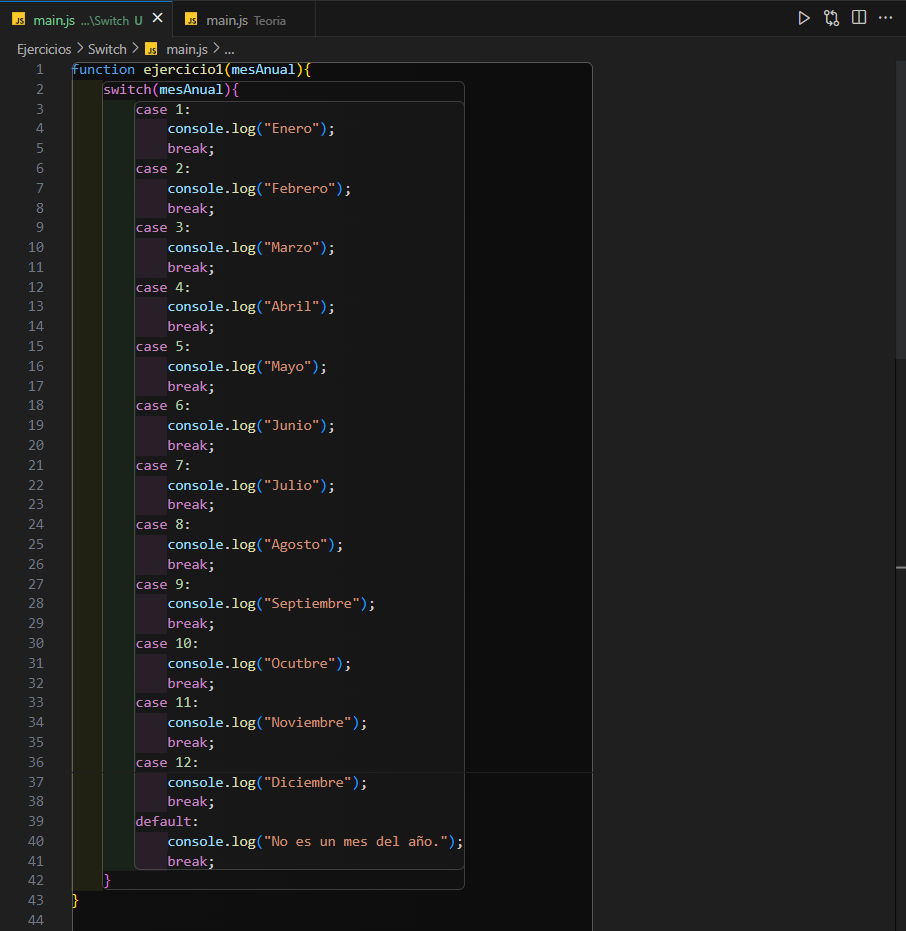 JS main.js ...\Switch U × JS main.js Teoria
Ejercicios > Switch > JS main.js > ...
1 function ejercicio1(mesAnual){
2 switch(mesAnual){
3 case 1:
4 console.log("Enero");
5 break;
6 case 2:
7 console.log("Febrero");
8 break;
9 case 3:
10 console.log("Marzo");
11 break;
12 case 4:
13 console.log("Abril");
14 break;
15 case 5:
16 console.log("Mayo");
17 break;
18 case 6:
19 console.log("Junio");
20 break;
21 case 7:
22 console.log("Julio");
23 break;
24 case 8:
25 console.log("Agosto");
26 break;
27 case 9:
28 console.log("Septiembre");
29 break;
30 case 10:
31 console.log("Ocutbre");
32 break;
33 case 11:
34 console.log("Noviembre");
35 break;
36 case 12:
37 console.log("Diciembre");
38 break;
39 default:
40 console.log("No es un mes del año.");
41 break;
42 }
43 }
44